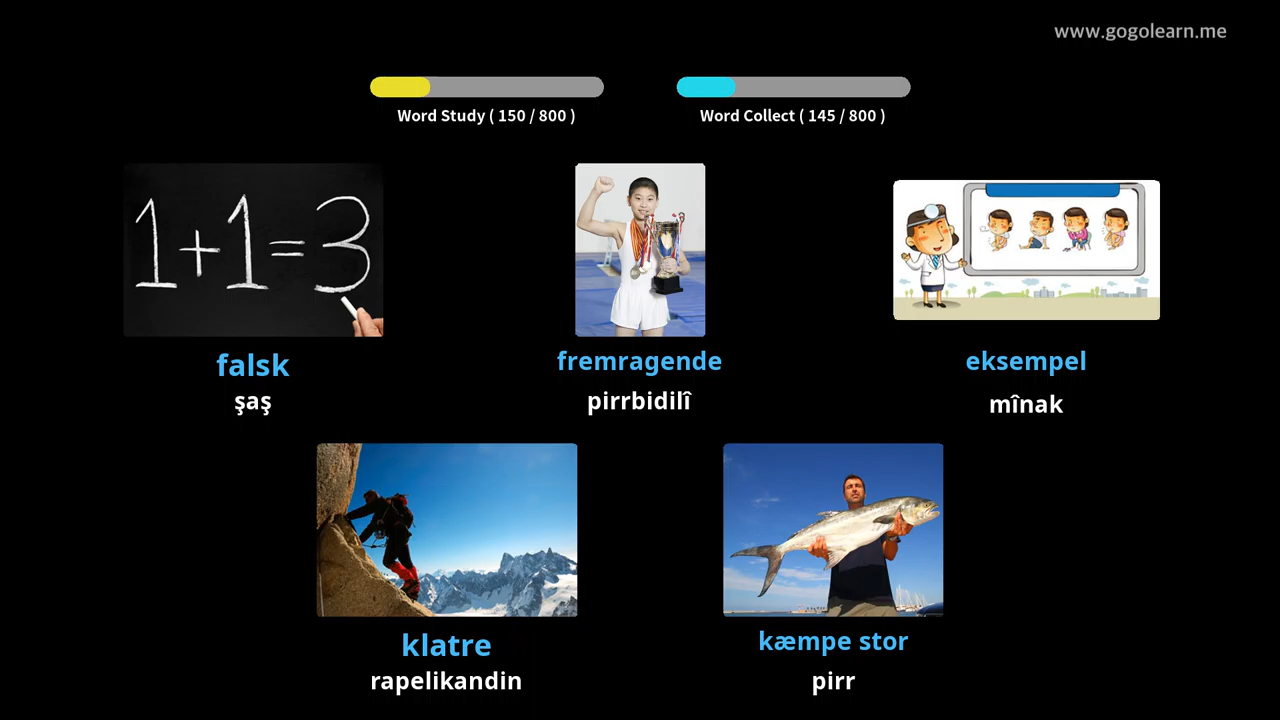 www.gogolearn.me
Word Study ( 150 / 800 )
Word Collect ( 145 / 800 )
1+1=3
falsk
şaş
fremragende
pirrbidilî
eksempel
mînak
klatre
rapelikandin
kæmpe stor
pirr